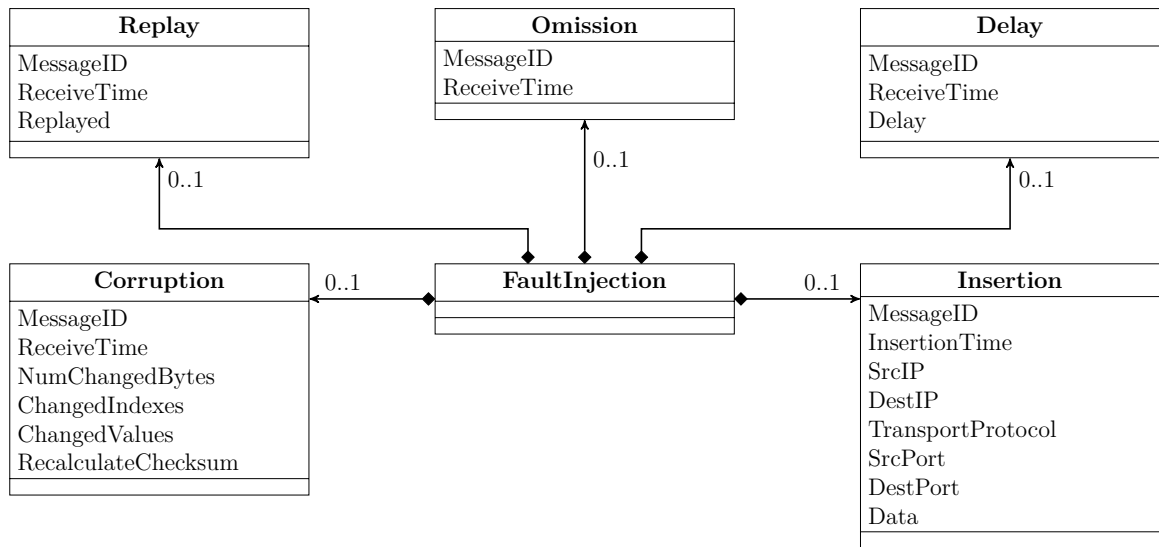 Replay
MessageID
ReceiveTime
Replayed
Omission
MessageID
ReceiveTime
Delay
MessageID
ReceiveTime
Delay
0..1
0..1
0..1
Corruption
MessageID
ReceiveTime
NumChangedBytes
ChangedIndexes
ChangedValues
RecalculateChecksum
0..1
FaultInjection
0..1
Insertion
MessageID
InsertionTime
SrcIP
DestIP
TransportProtocol
SrcPort
DestPort
Data